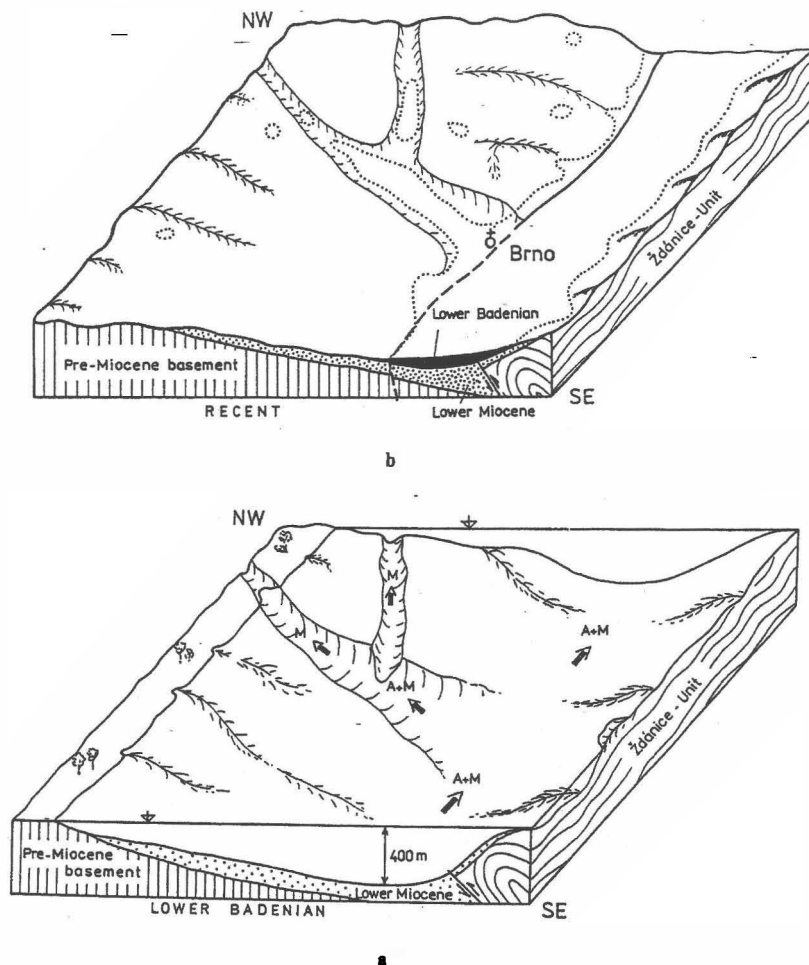 NW
Brno
Ždánice - Unit
Lower Badenian
Pre-Miocene basement
SE
RECENT
Lower Miocene
b
NW
M
M
A+M
A+M
Ždánice - Unit
A+M
400m
Pre-Miocene
basement
Lower Miocene
LOWER BADENIAN
SE
a